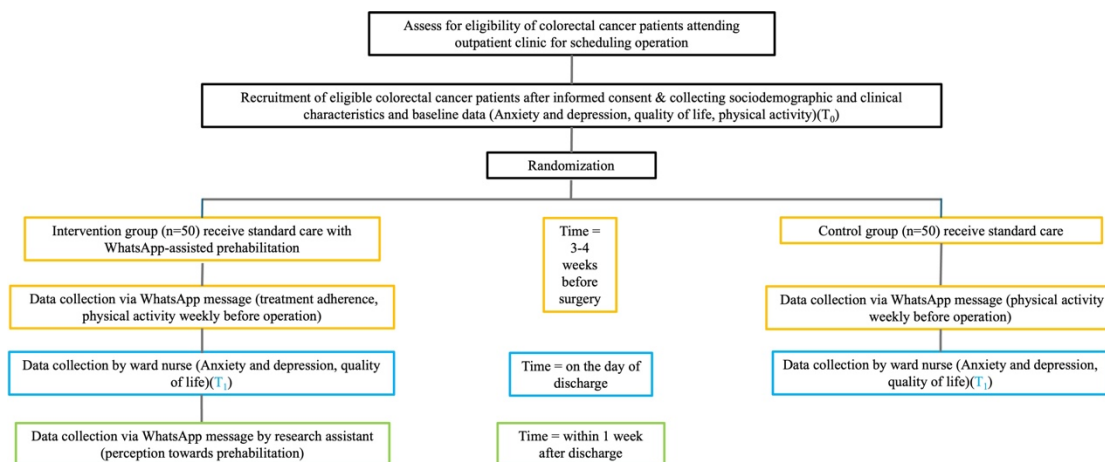 Assess for eligibility of colorectal cancer patients attending
outpatient clinic for scheduling operation
Recruitment of eligible colorectal cancer patients after informed consent & collecting sociodemographic and clinical
characteristics and baseline data (Anxiety and depression, quality of life, physical activity)(T0)
Randomization
Intervention group (n=50) receive standard care with
WhatsApp-assisted prehabilitation
Time =
3-4
weeks
before
surgery
Control group (n=50) receive standard care
Data collection via WhatsApp message (treatment adherence,
physical activity weekly before operation)
Data collection via WhatsApp message (physical activity
weekly before operation)
Data collection by ward nurse (Anxiety and depression, quality
of life)(T1)
Time = on the day of
discharge
Data collection by ward nurse (Anxiety and depression,
quality of life)(T1)
Data collection via WhatsApp message by research assistant
(perception towards prehabilitation)
Time = within 1 week
after discharge